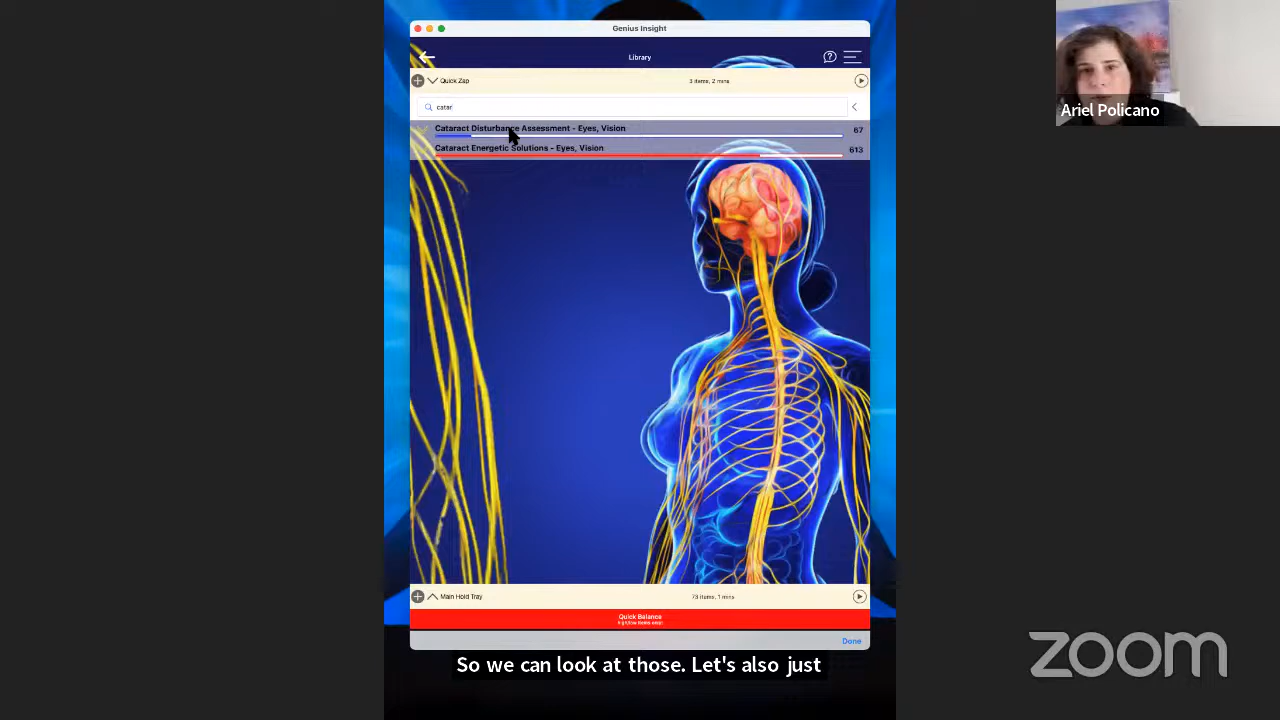 Genius Insight
Library
Quick Zap
3 items, 2 mins
catar
Cataract Disturbance Assessment - Eyes, Vision
67
Cataract Energetic Solutions - Eyes, Vision
613
Main Hold Tray
73 items, 1 mins
Quick Balance
Done
So we can look at those. Let's also just
Ariel Policano
zoom